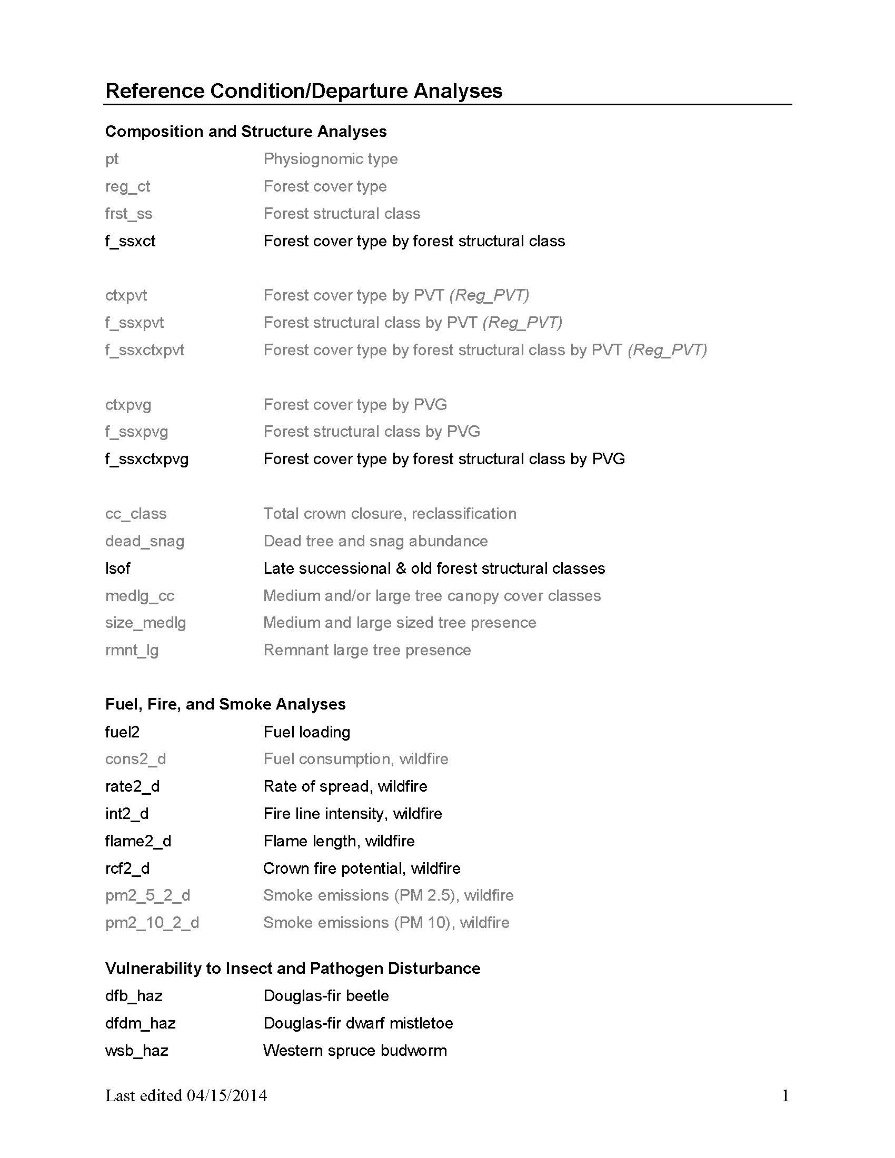 Reference Condition/Departure Analyses
Composition and Structure Analyses
pt Physiognomic type
reg_ct Forest cover type
frst_ss Forest structural class
f_ssxct Forest cover type by forest structural class
ctxpvt Forest cover type by PVT (Reg_PVT)
f_ssxpvt Forest structural class by PVT (Reg_PVT)
f_ssxctxpvt Forest cover type by forest structural class by PVT (Reg_PVT)
ctxpvg Forest cover type by PVG
f_ssxpvg Forest structural class by PVG
f_ssxctxpvg Forest cover type by forest structural class by PVG
cc_class Total crown closure, reclassification
dead_snag Dead tree and snag abundance
lsof Late successional & old forest structural classes
medlg_cc Medium and/or large tree canopy cover classes
size_medlg Medium and large sized tree presence
rmnt_lg Remnant large tree presence
Fuel, Fire, and Smoke Analyses
fuel2 Fuel loading
cons2_d Fuel consumption, wildfire
rate2_d Rate of spread, wildfire
int2_d Fire line intensity, wildfire
flame2_d Flame length, wildfire
rcf2_d Crown fire potential, wildfire
pm2_5_2_d Smoke emissions (PM 2.5), wildfire
pm2_10_2_d Smoke emissions (PM 10), wildfire
Vulnerability to Insect and Pathogen Disturbance
dfb_haz Douglas-fir beetle
dfdm_haz Douglas-fir dwarf mistletoe
wsb_haz Western spruce budworm
Last edited 04/15/2014 1